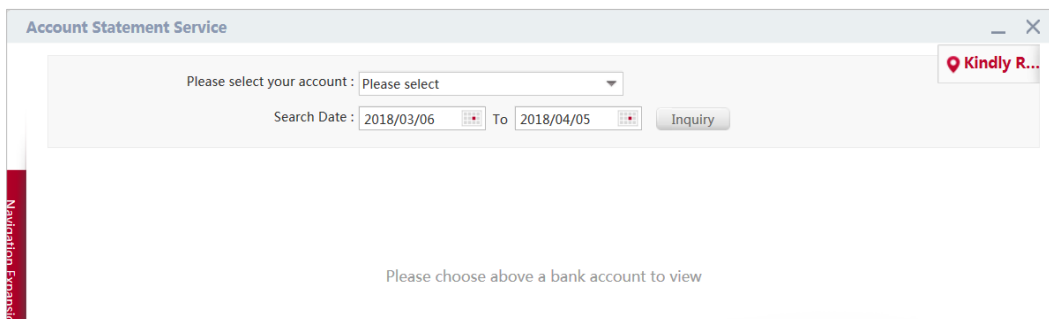 Account Statement Service
Kindly R...
Please select your account : Please select
Search Date : 2018/03/06 To 2018/04/05 Inquiry
Navigation Expansi
Please choose above a bank account to view